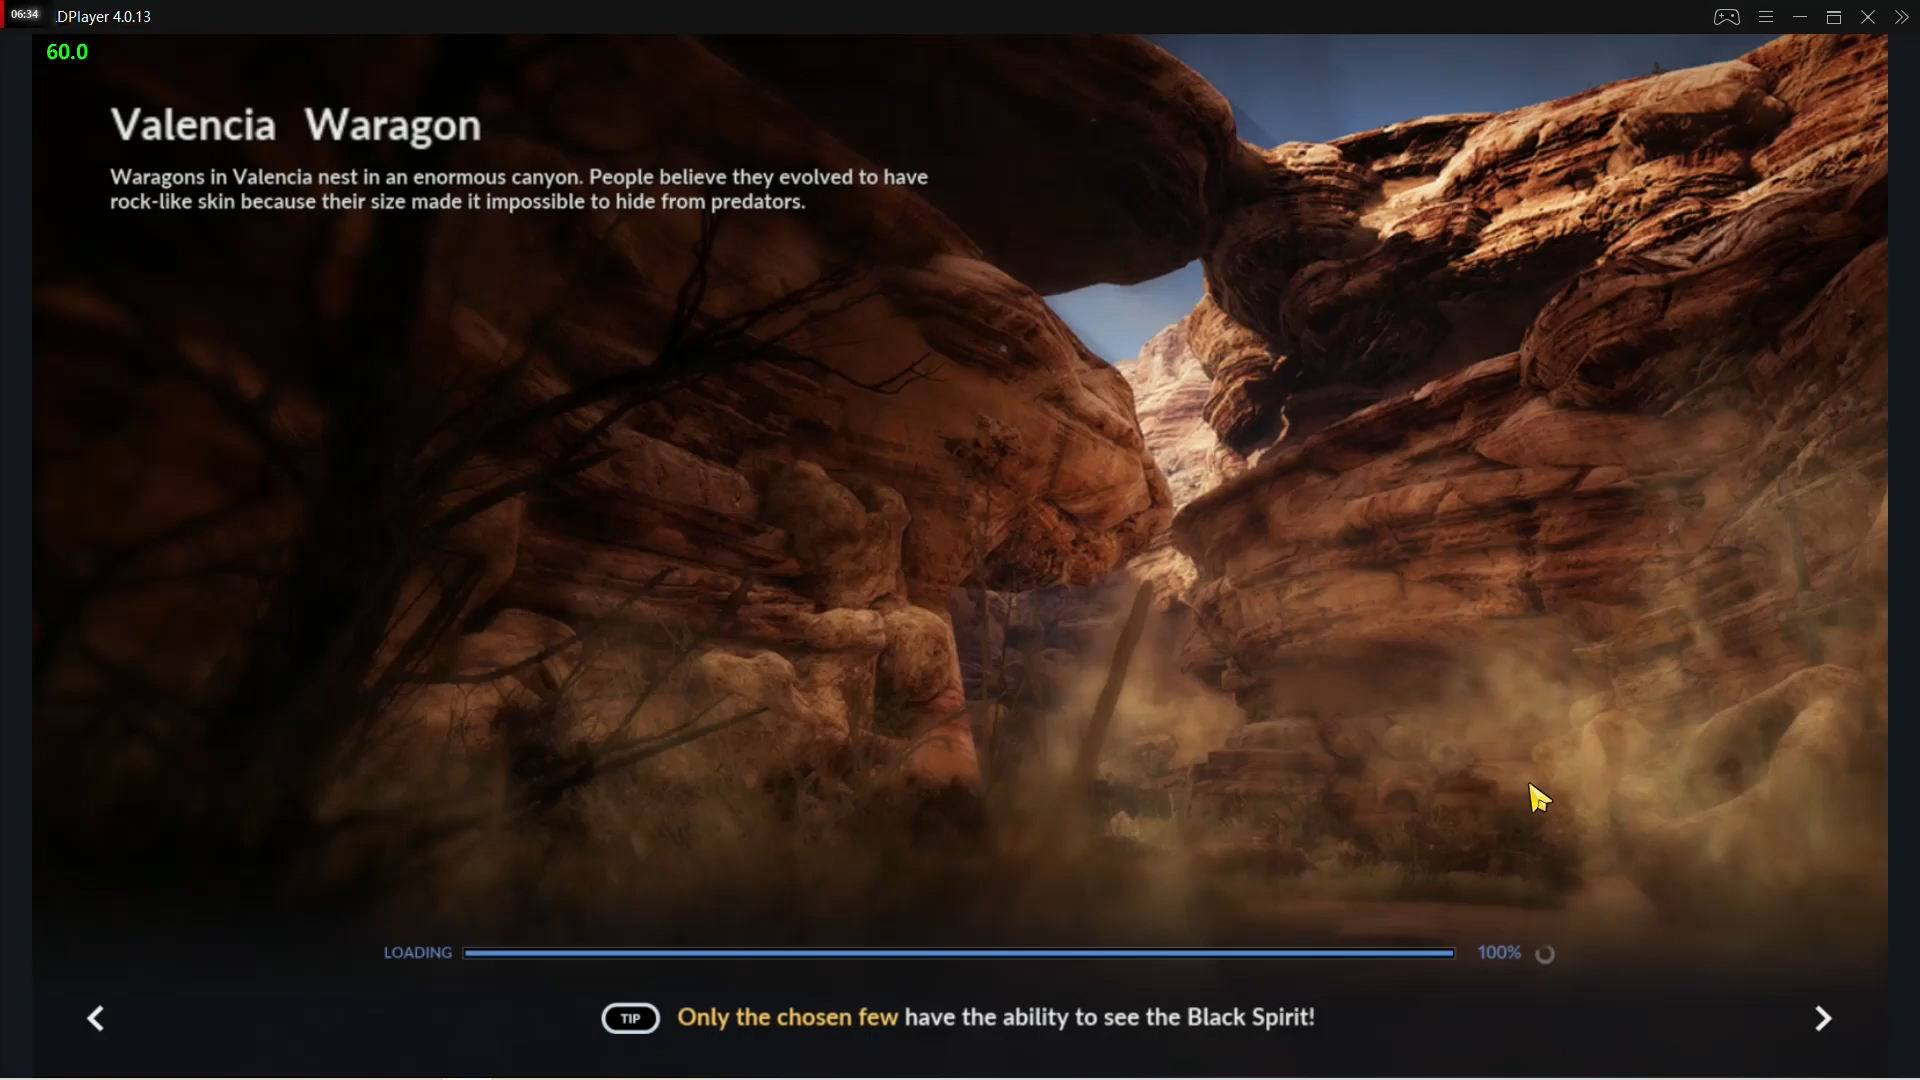 06:34
DPlayer 4.0.13
60.0
Valencia Waragon
Waragons in Valencia nest in an enormous canyon. People believe they evolved to have
rock-like skin because their size made it impossible to hide from predators.
LOADING 100%
TIP Only the chosen few have the ability to see the Black Spirit!